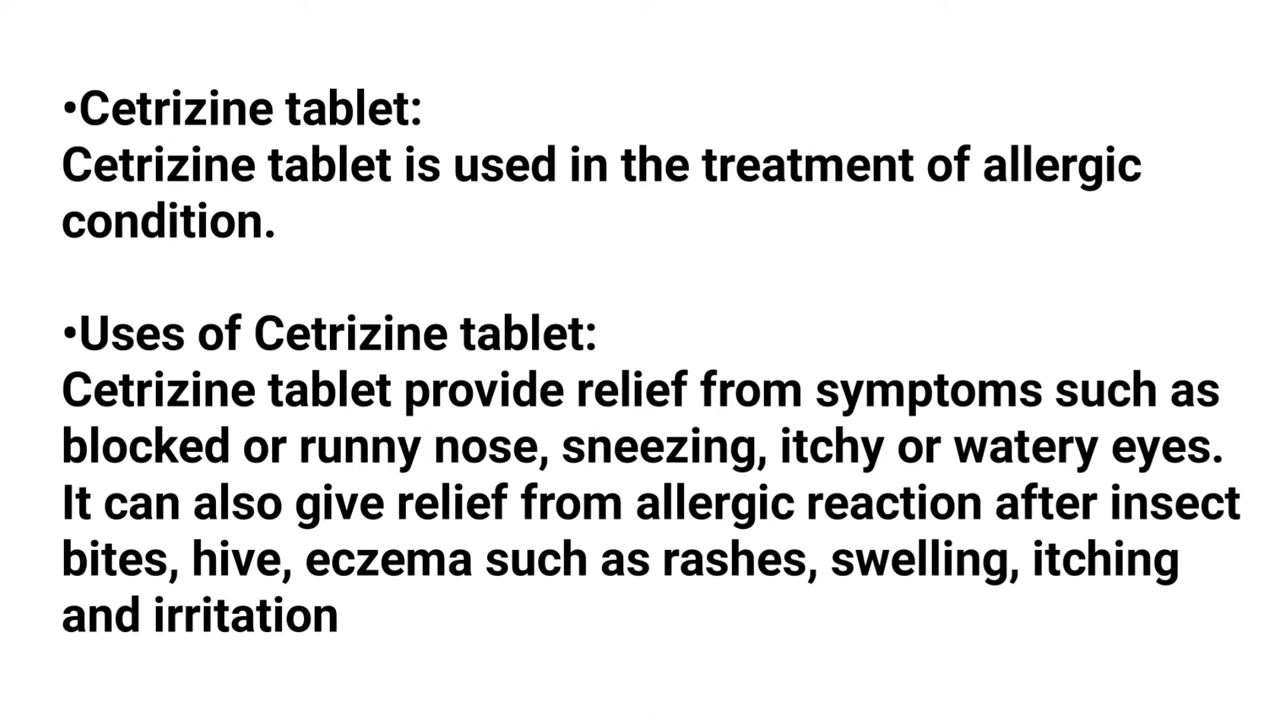 •Cetrizine tablet:
Cetrizine tablet is used in the treatment of allergic
condition.
•Uses of Cetrizine tablet:
Cetrizine tablet provide relief from symptoms such as
blocked or runny nose, sneezing, itchy or watery eyes.
It can also give relief from allergic reaction after insect
bites, hive, eczema such as rashes, swelling, itching
and irritation